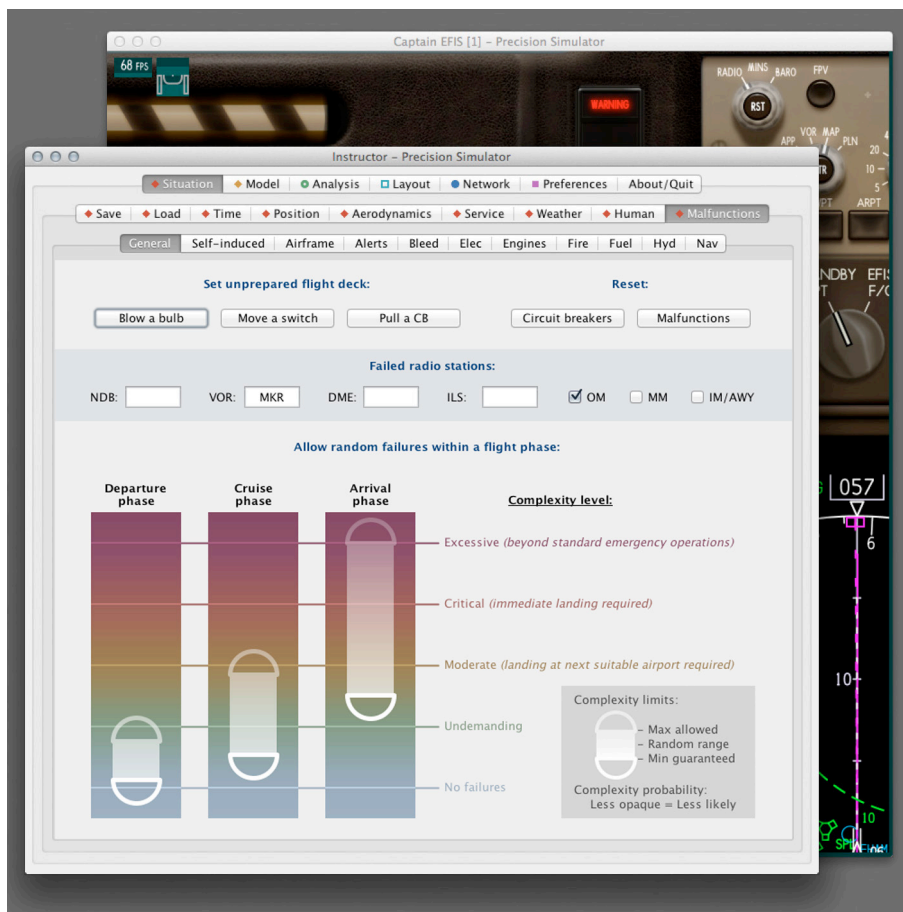 Captain EFIS [1] – Precision Simulator
68 FPS
WARNING
RADIO MINS BARO FPV
RST
APP VOR MAP PLN
20
10
5
ARPT
EFIS
057
6
10
10
Instructor – Precision Simulator
Situation Model Analysis Layout Network Preferences About/Quit
Save Load Time Position Aerodynamics Service Weather Human Malfunctions
General Self-induced Airframe Alerts Bleed Elec Engines Fire Fuel Hyd Nav
Set unprepared flight deck: Reset:
Blow a bulb Move a switch Pull a CB Circuit breakers Malfunctions
Failed radio stations:
NDB: VOR: MKR DME: ILS: OM MM IM/AWY
Allow random failures within a flight phase:
Departure phase Cruise phase Arrival phase
Complexity level:
Excessive (beyond standard emergency operations)
Critical (immediate landing required)
Moderate (landing at next suitable airport required)
Undemanding
No failures
Complexity limits:
– Max allowed
– Random range
– Min guaranteed
Complexity probability:
Less opaque = Less likely